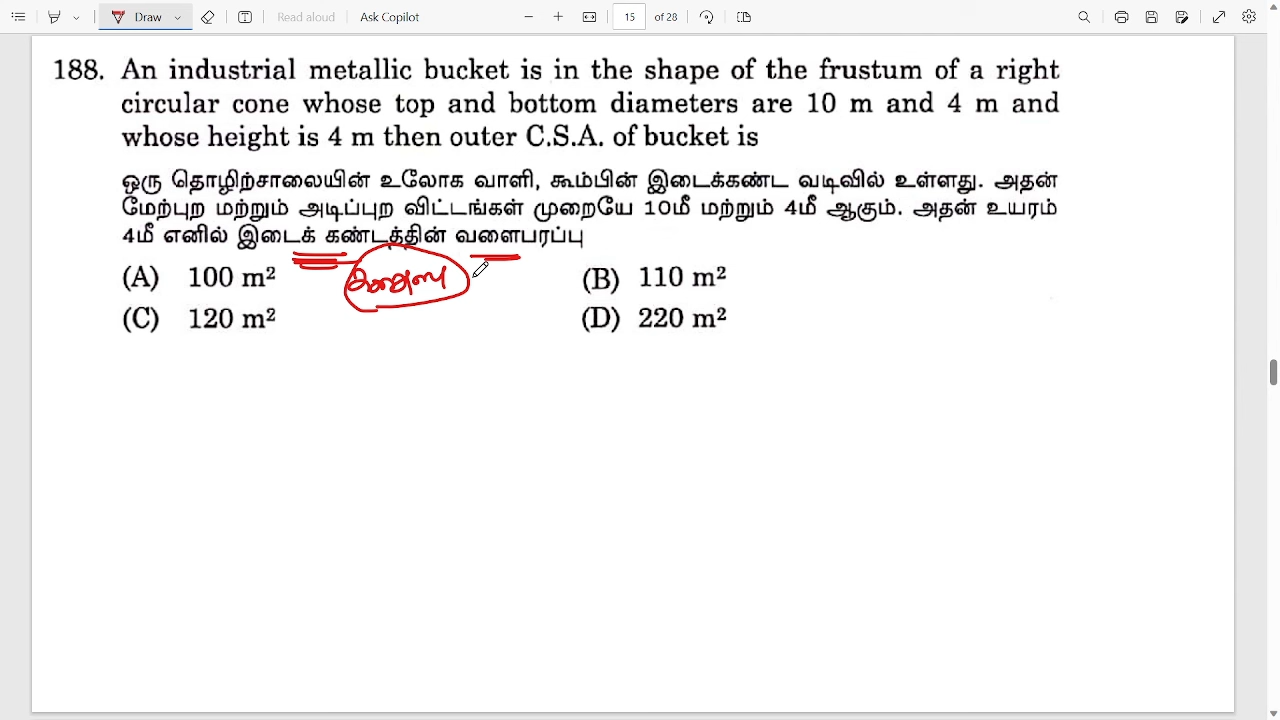 Draw
Read aloud
Ask Copilot
15
of 28
188. An industrial metallic bucket is in the shape of the frustum of a right
circular cone whose top and bottom diameters are 10 m and 4 m and
whose height is 4 m then outer C.S.A. of bucket is
ஒரு தொழிற்சாலையின் உலோக வாளி, கூம்பின் இடைக்கண்ட வடிவில் உள்ளது. அதன்
மேற்புற மற்றும் அடிப்புற விட்டங்கள் முறையே 10மீ மற்றும் 4மீ ஆகும். அதன் உயரம்
4மீ எனில் இடைக் கண்டத்தின் வளைபரப்பு
(A) 100 m²
(B) 110 m²
(C) 120 m²
(D) 220 m²